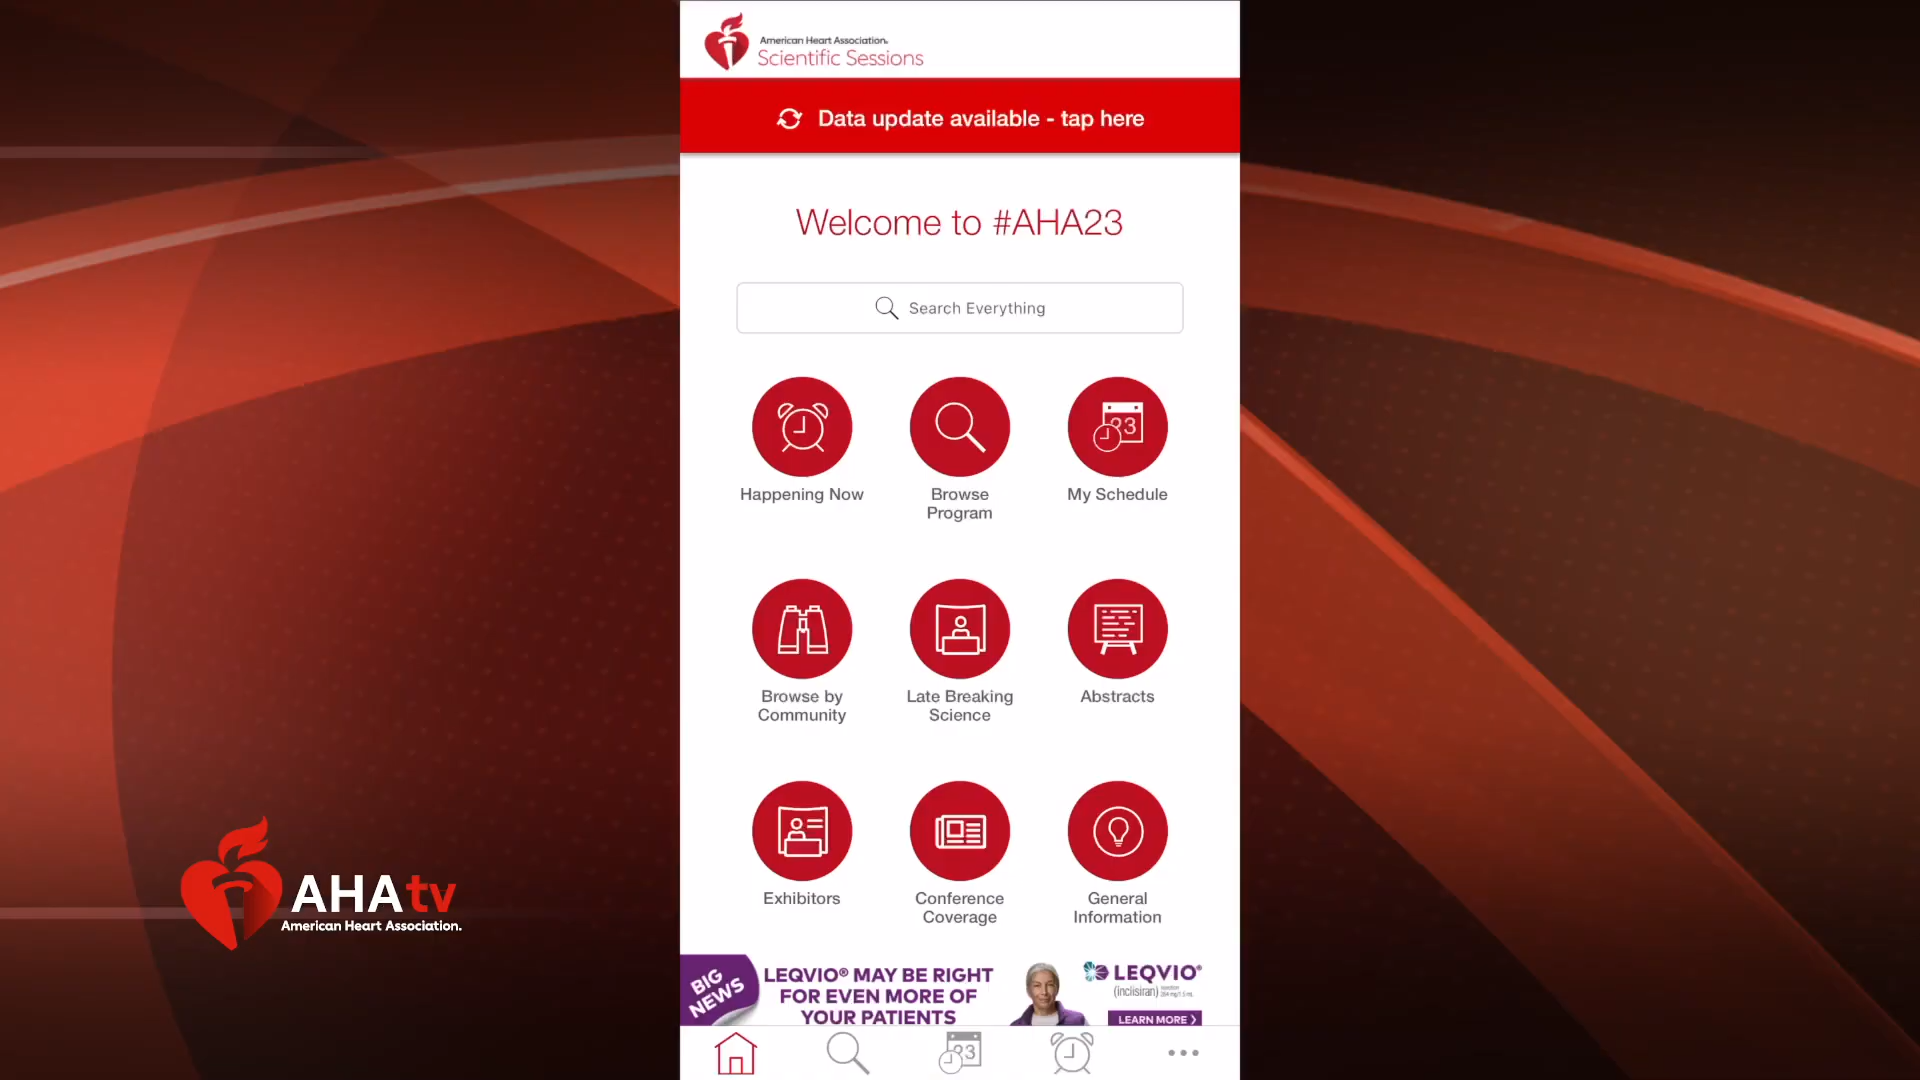 American Heart Association®
Scientific Sessions
Data update available - tap here
Welcome to #AHA23
Search Everything
23
Happening Now
Browse
Program
My Schedule
Browse by
Community
Late Breaking
Science
Abstracts
Exhibitors
Conference
Coverage
General
Information
AHAtv
American Heart Association.
BIG
NEWS
LEQVIO® MAY BE RIGHT
FOR EVEN MORE OF
YOUR PATIENTS
LEQVIO®
(inclisiran)
LEARN MORE
23